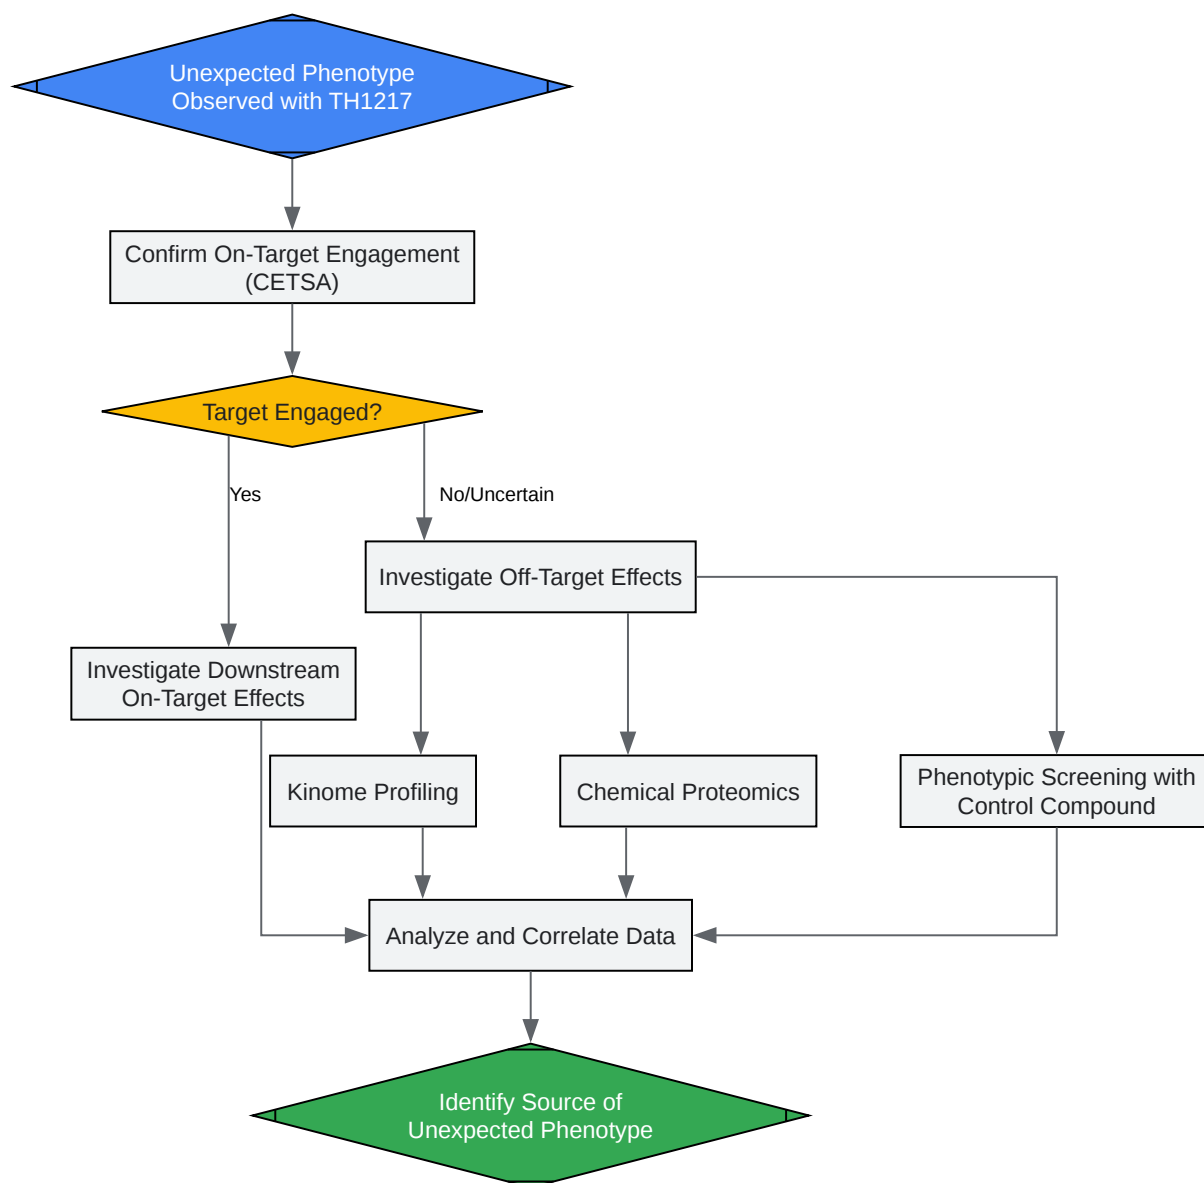 Unexpected Phenotype
Observed with TH1217
Confirm On-Target Engagement
(CETSA)
Target Engaged?
Yes
No/Uncertain
Investigate Off-Target Effects
Investigate Downstream
On-Target Effects
Kinome Profiling
Chemical Proteomics
Phenotypic Screening with
Control Compound
Analyze and Correlate Data
Identify Source of
Unexpected Phenotype